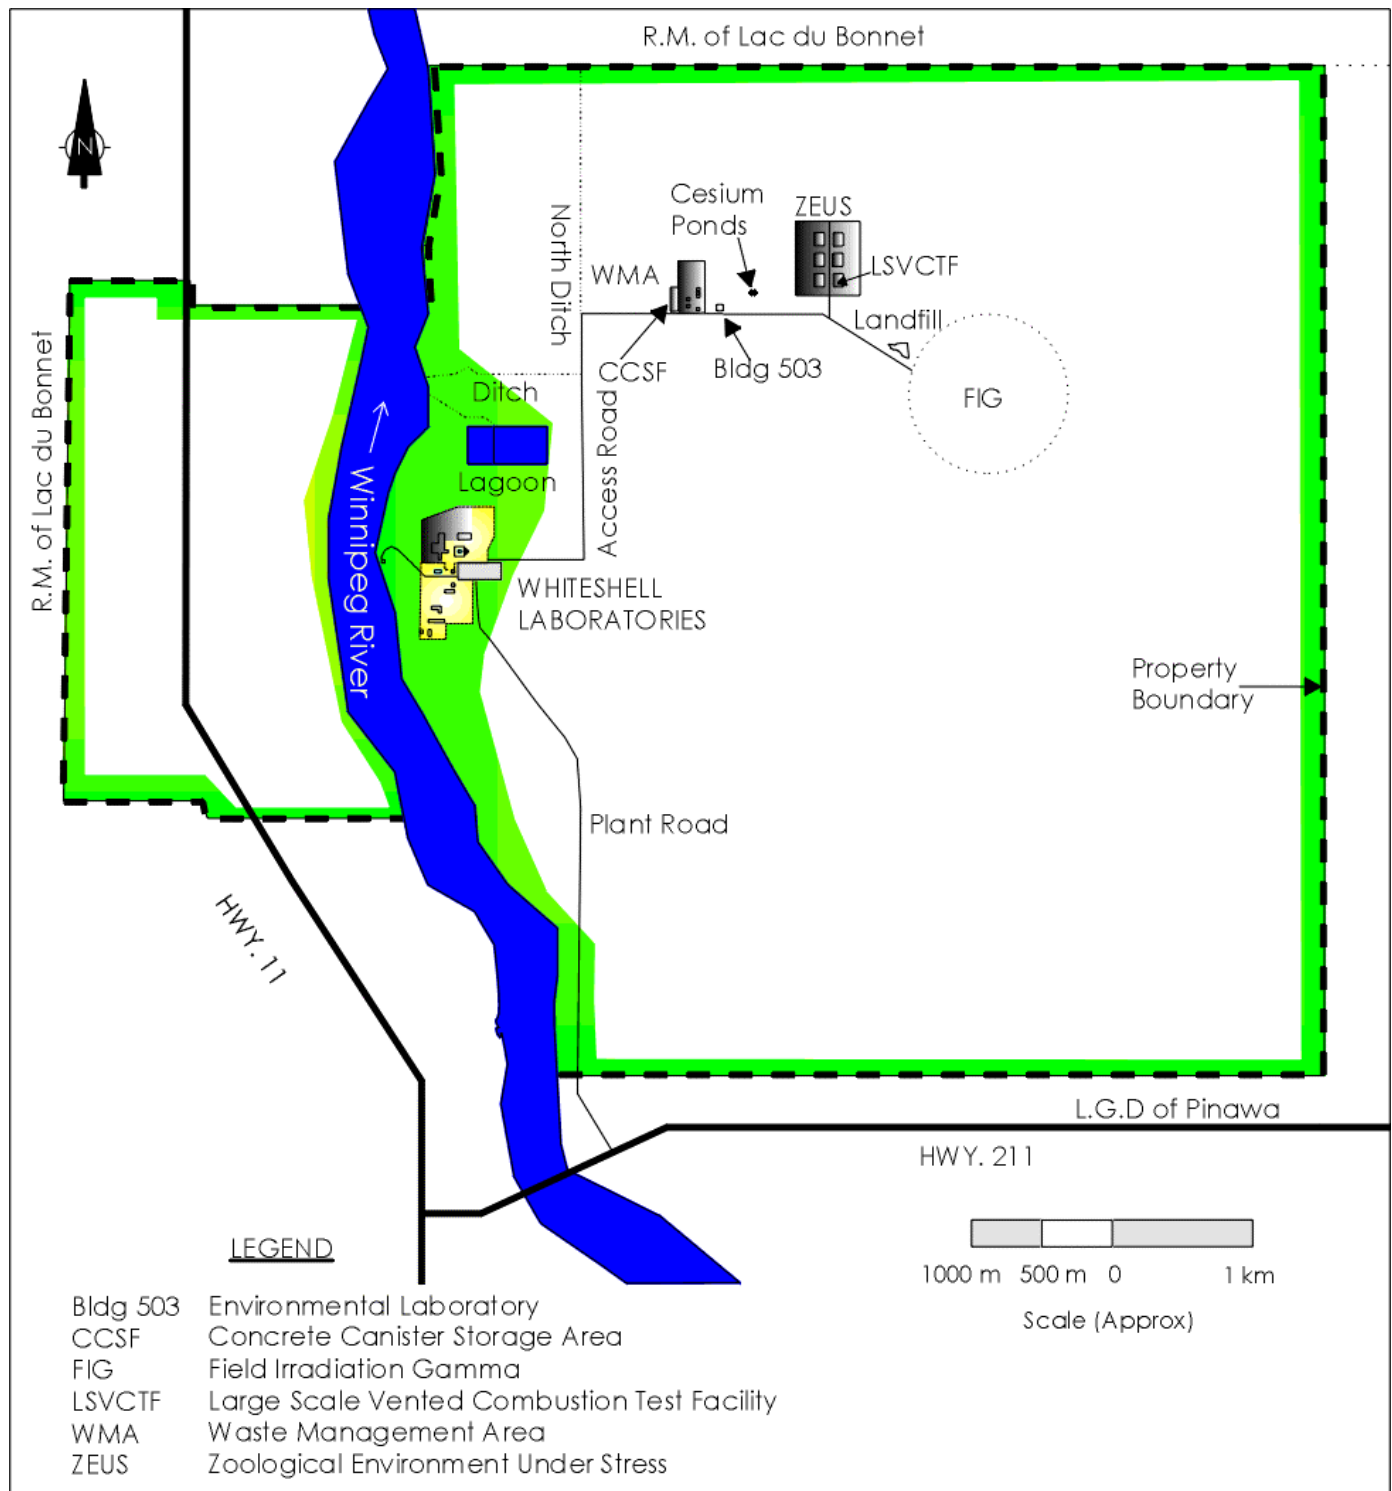 R.M. of Lac du Bonnet
N
Cesium
Ponds
ZEUS
North Ditch
WMA
LSVCTF
Landfill
CCSF
Bldg 503
FIG
R.M. of Lac du Bonnet
Ditch
Access Road
Lagoon
Winnipeg River
WHITESHELL
LABORATORIES
Property
Boundary
Plant Road
HWY. 11
L.G.D of Pinawa
HWY. 211
1000 m 500 m 0 1 km
Scale (Approx)
LEGEND
Bldg 503 Environmental Laboratory
CCSF Concrete Canister Storage Area
FIG Field Irradiation Gamma
LSVCTF Large Scale Vented Combustion Test Facility
WMA Waste Management Area
ZEUS Zoological Environment Under Stress